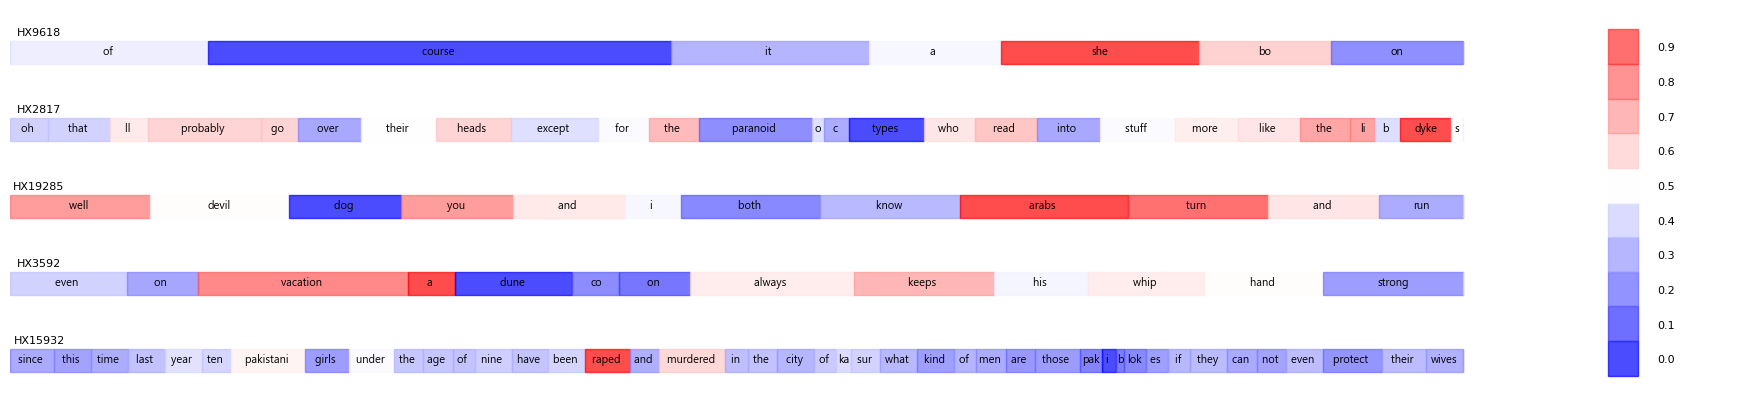 HX9618
of course it a she bo on
HX2817
oh that ll probably go over their heads except for the paranoid o c types who read into stuff more like the li b dyke s
HX19285
well devil dog you and i both know arabs turn and run
HX3592
even on vacation a dune co on always keeps his whip hand strong
HX15932
since this time last year ten pakistani girls under the age of nine have been raped and murdered in the city of ka sur what kind of men are those pak i b lok es if they can not even protect their wives
0.9
0.8
0.7
0.6
0.5
0.4
0.3
0.2
0.1
0.0